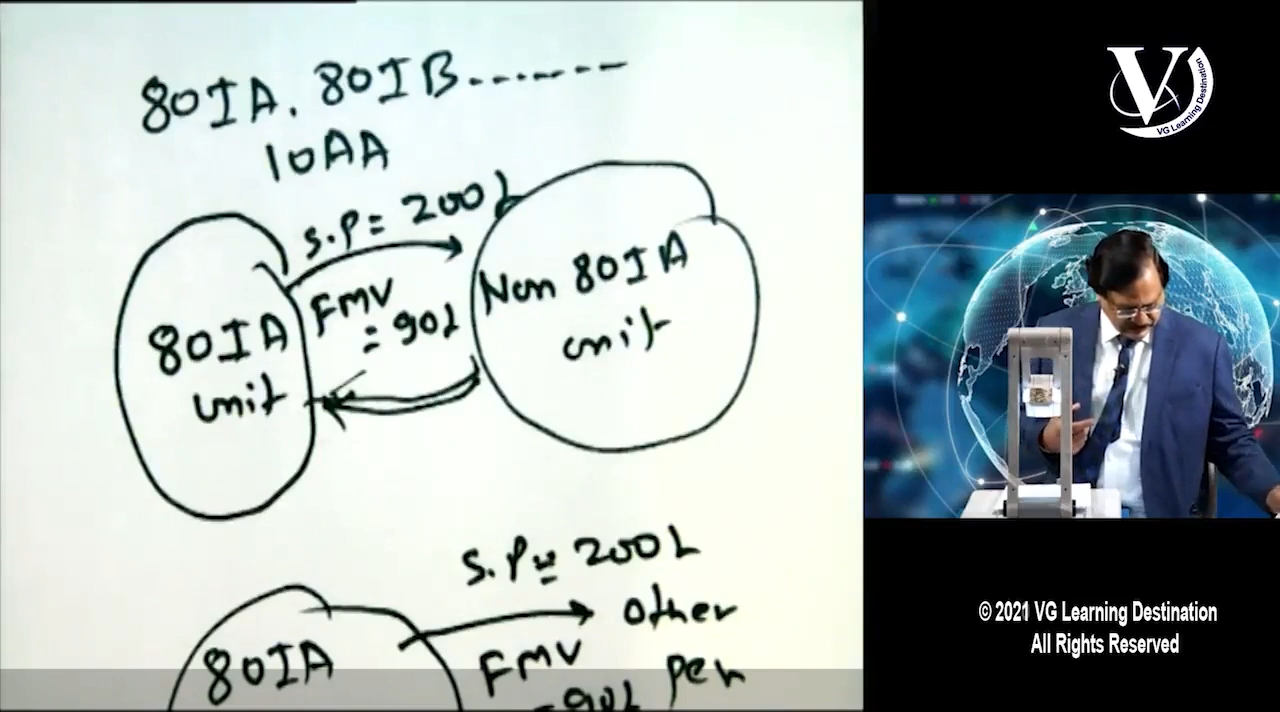 80IA, 80IB-------
10AA
S.P = 200L
FMV
= 90L
80IA
unit
Non 80IA
unit
S.P = 200L
Other
Per
FMV
= 90L
80IA
V
VG Learning Destination
© 2021 VG Learning Destination
All Rights Reserved